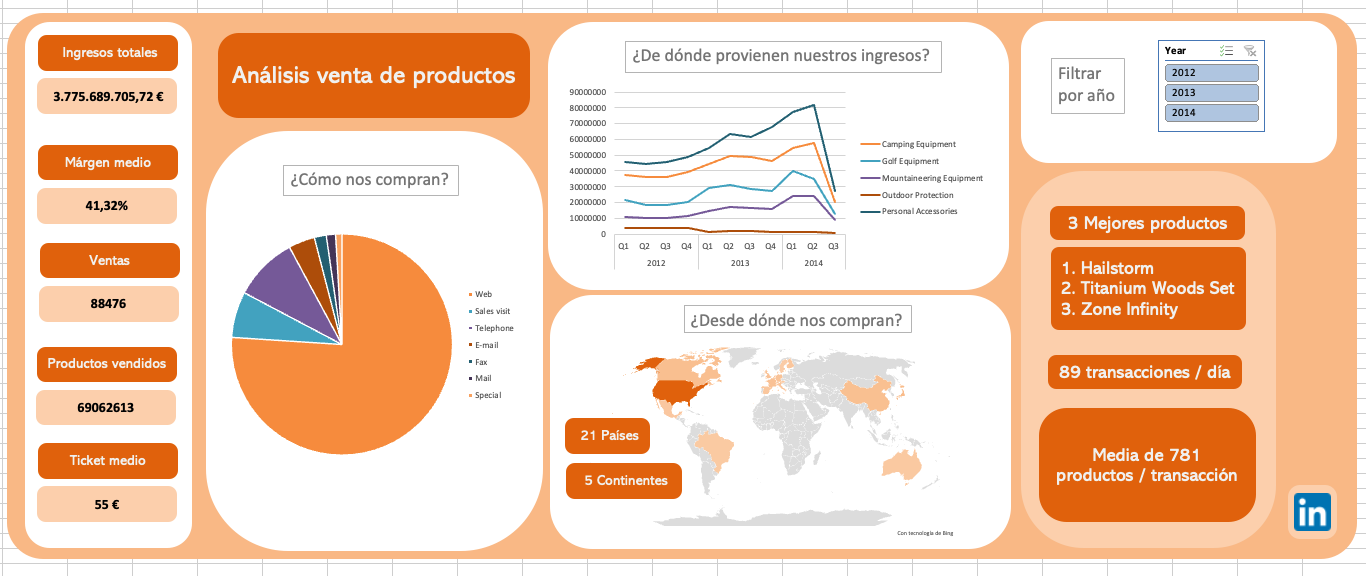 Ingresos totales
3.775.689.705,72 €
Márgen medio
41,32%
Ventas
88476
Productos vendidos
69062613
Ticket medio
55 €
Análisis venta de productos
¿Cómo nos compran?
Web
Sales visit
Telephone
E-mail
Fax
Mail
Special
¿De dónde provienen nuestros ingresos?
90000000
80000000
70000000
60000000
50000000
40000000
30000000
20000000
10000000
0
Q1 Q2 Q3 Q4 Q1 Q2 Q3 Q4 Q1 Q2 Q3
2012 2013 2014
Camping Equipment
Golf Equipment
Mountaineering Equipment
Outdoor Protection
Personal Accessories
¿Desde dónde nos compran?
21 Países
5 Continentes
Con tecnología de Bing
Filtrar
por año
Year
2012
2013
2014
3 Mejores productos
1. Hailstorm
2. Titanium Woods Set
3. Zone Infinity
89 transacciones / día
Media de 781
productos / transacción
in